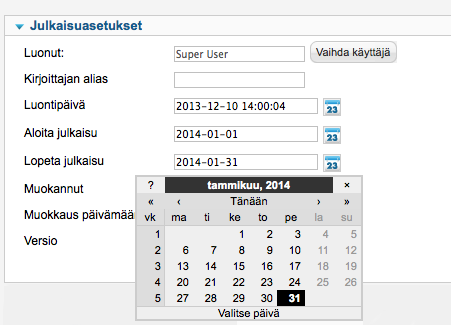 Julkaisuasetukset
Luonut: Super User Vaihda käyttäjä
Kirjoittajan alias
Luontipäivä 2013-12-10 14:00:04 23
Aloita julkaisu 2014-01-01 23
Lopeta julkaisu 2014-01-31 23
Muokannut
Muokkaus päivämäär
Versio
? tammikuu, 2014 ×
« ‹ Tänään › »
vk ma ti ke to pe la su
1 1 2 3 4 5
2 6 7 8 9 10 11 12
3 13 14 15 16 17 18 19
4 20 21 22 23 24 25 26
5 27 28 29 30 31
Valitse päivä